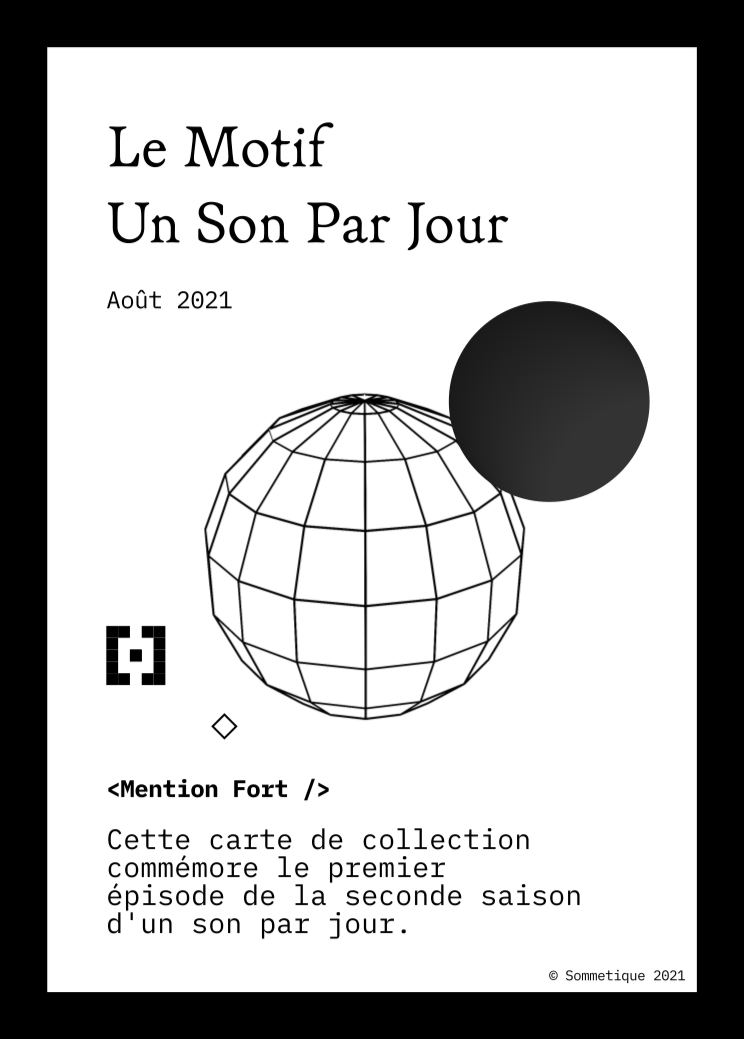 Le Motif
Un Son Par Jour
Août 2021
<Mention Fort />
Cette carte de collection
commémore le premier
épisode de la seconde saison
d'un son par jour.
© Sommetique 2021